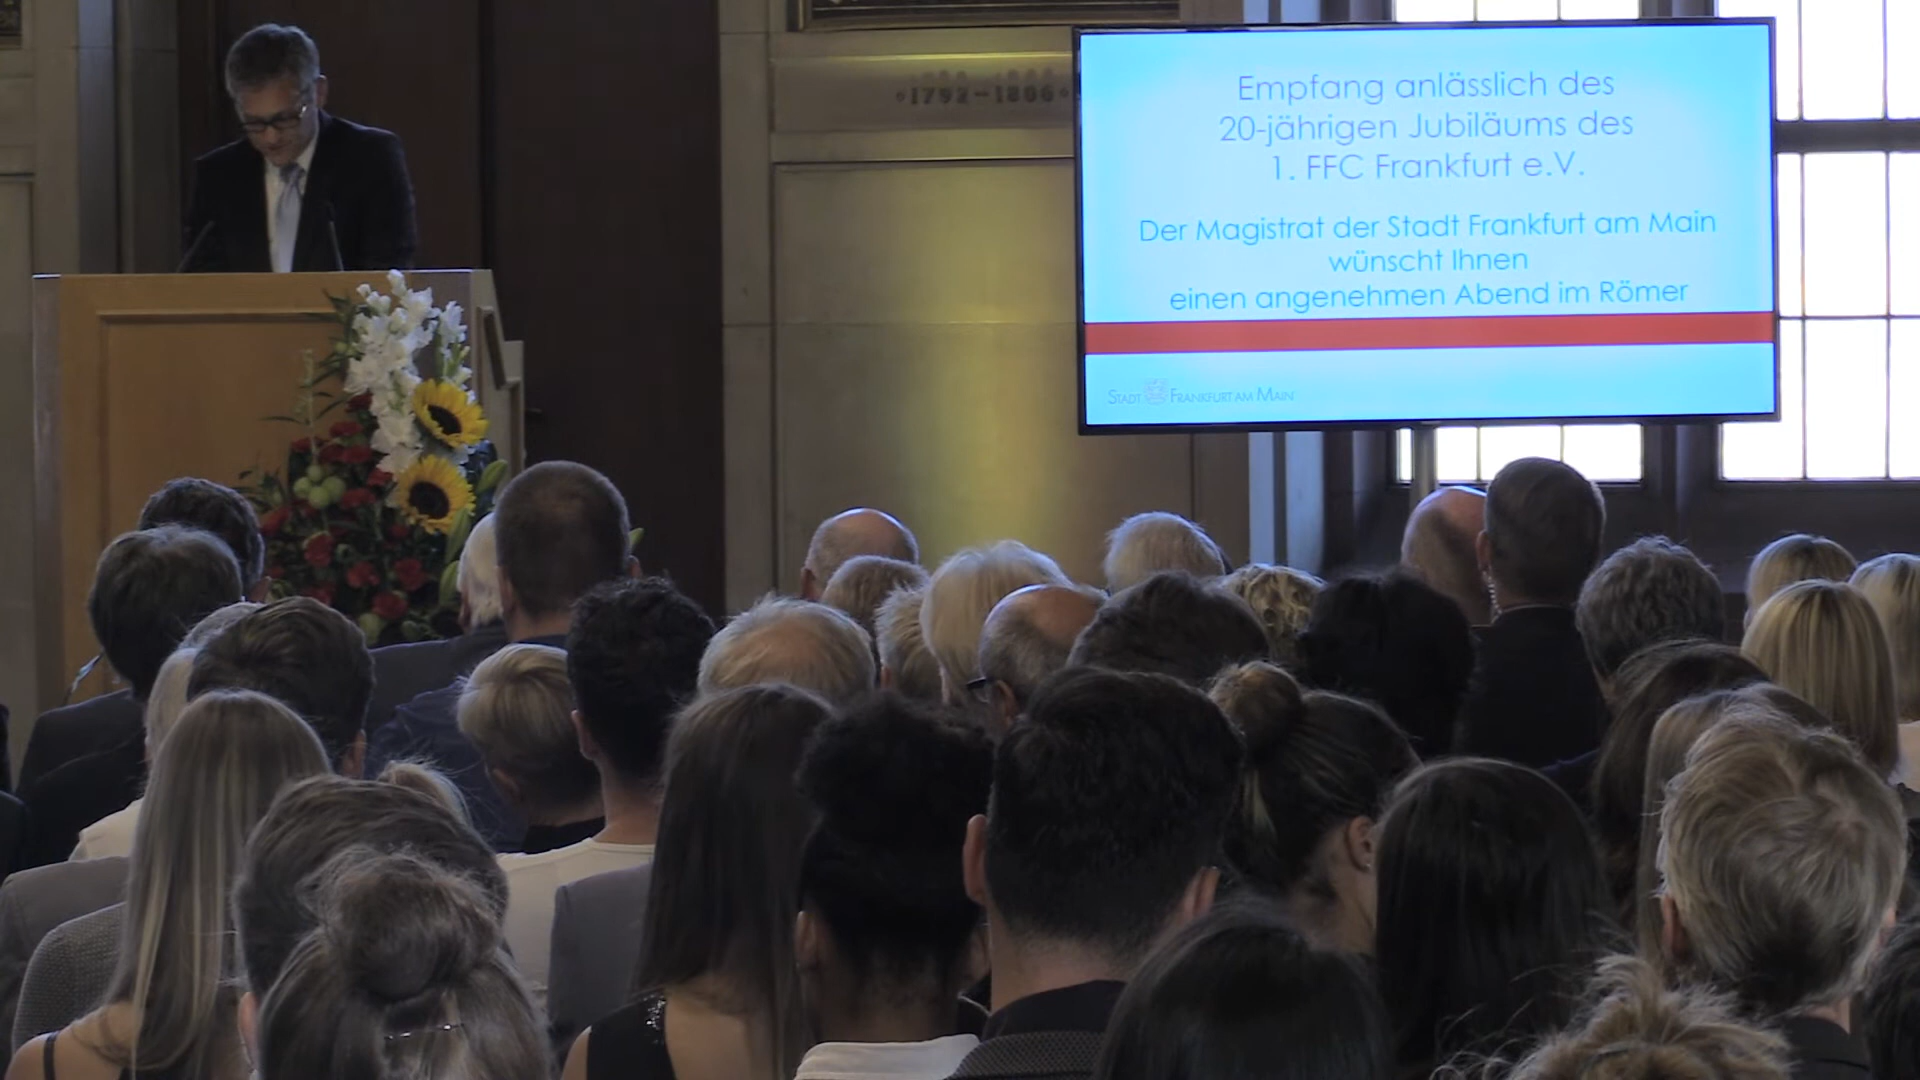 °1792–1806°
Empfang anlässlich des
20-jährigen Jubiläums des
1. FFC Frankfurt e.V.
Der Magistrat der Stadt Frankfurt am Main
wünscht Ihnen
einen angenehmen Abend im Römer
STADT FRANKFURT AM MAIN